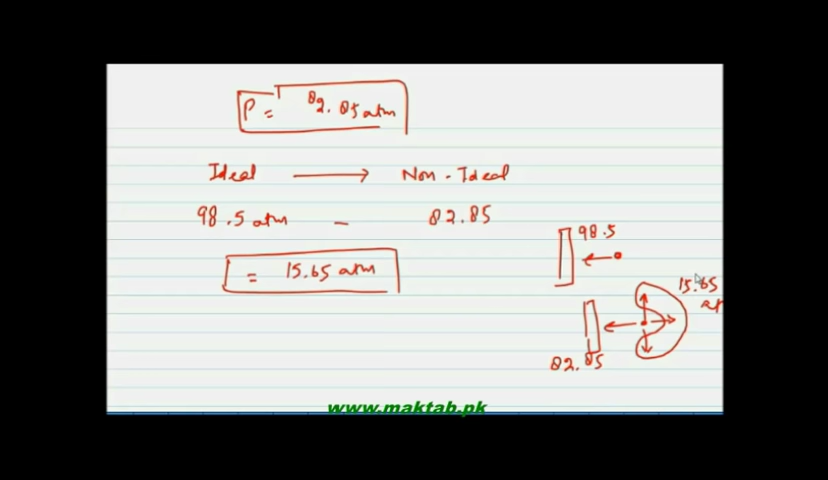 P = 82.85 atm
Ideal → Non-Ideal
98.5 atm - 82.85
= 15.65 atm
98.5
15.65
82.85
www.maktab.pk